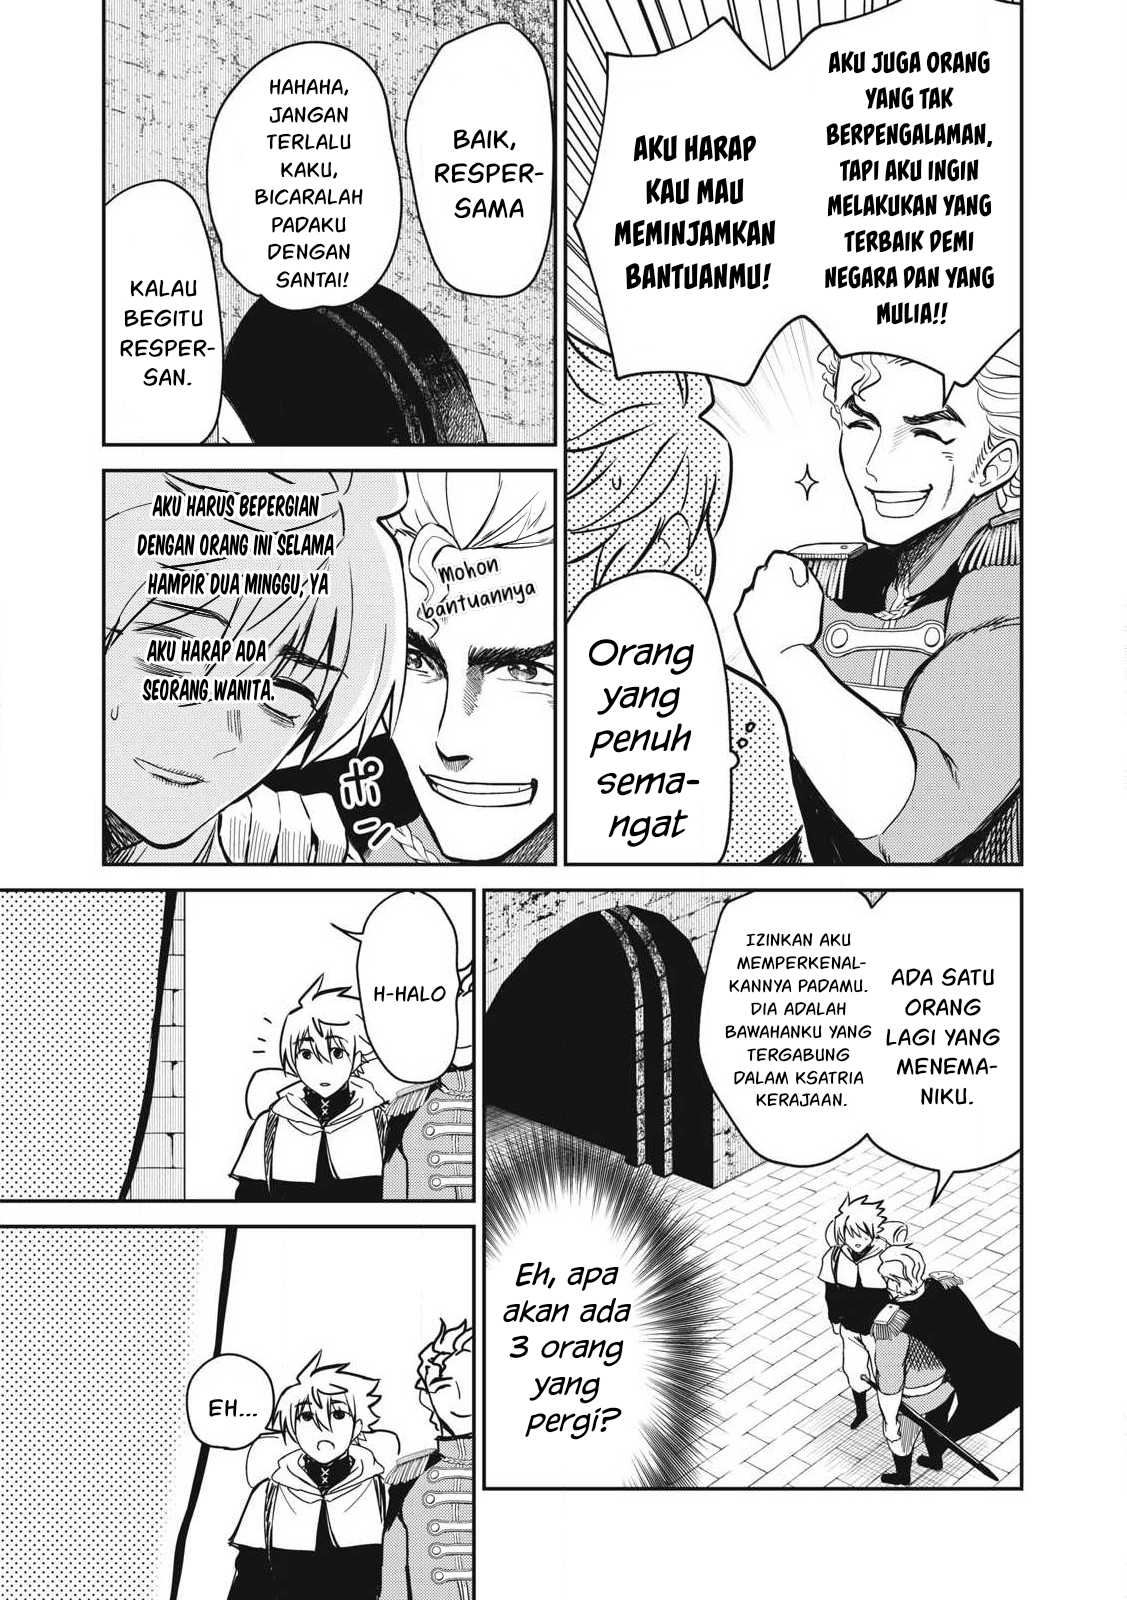 AKU JUGA ORANG
YANG TAK
BERPENGALAMAN,
TAPI AKU INGIN
MELAKUKAN YANG
TERBAIK DEMI
NEGARA DAN YANG
MULIA!!
AKU HARAP
KAU MAU
MEMINJAMKAN
BANTUANMU!
Orang
yang
penuh
sema-
ngat
BAIK,
RESPER-
SAMA
HAHAHA,
JANGAN
TERLALU
KAKU,
BICARALAH
PADAKU
DENGAN
SANTAI!
KALAU
BEGITU
RESPER-
SAN.
Mohon
bantuannya
AKU HARUS BEPERGIAN
DENGAN ORANG INI SELAMA
HAMPIR DUA MINGGU, YA
AKU HARAP ADA
SEORANG WANITA.
ポン
ADA SATU
ORANG
LAGI YANG
MENEMA-
NIKU.
IZINKAN AKU
MEMPERKENAL-
KANNYA PADAMU.
DIA ADALAH
BAWAHANKU YANG
TERGABUNG
DALAM KSATRIA
KERAJAAN.
Eh, apa
akan ada
3 orang
yang
pergi?
H-HALO
EH...